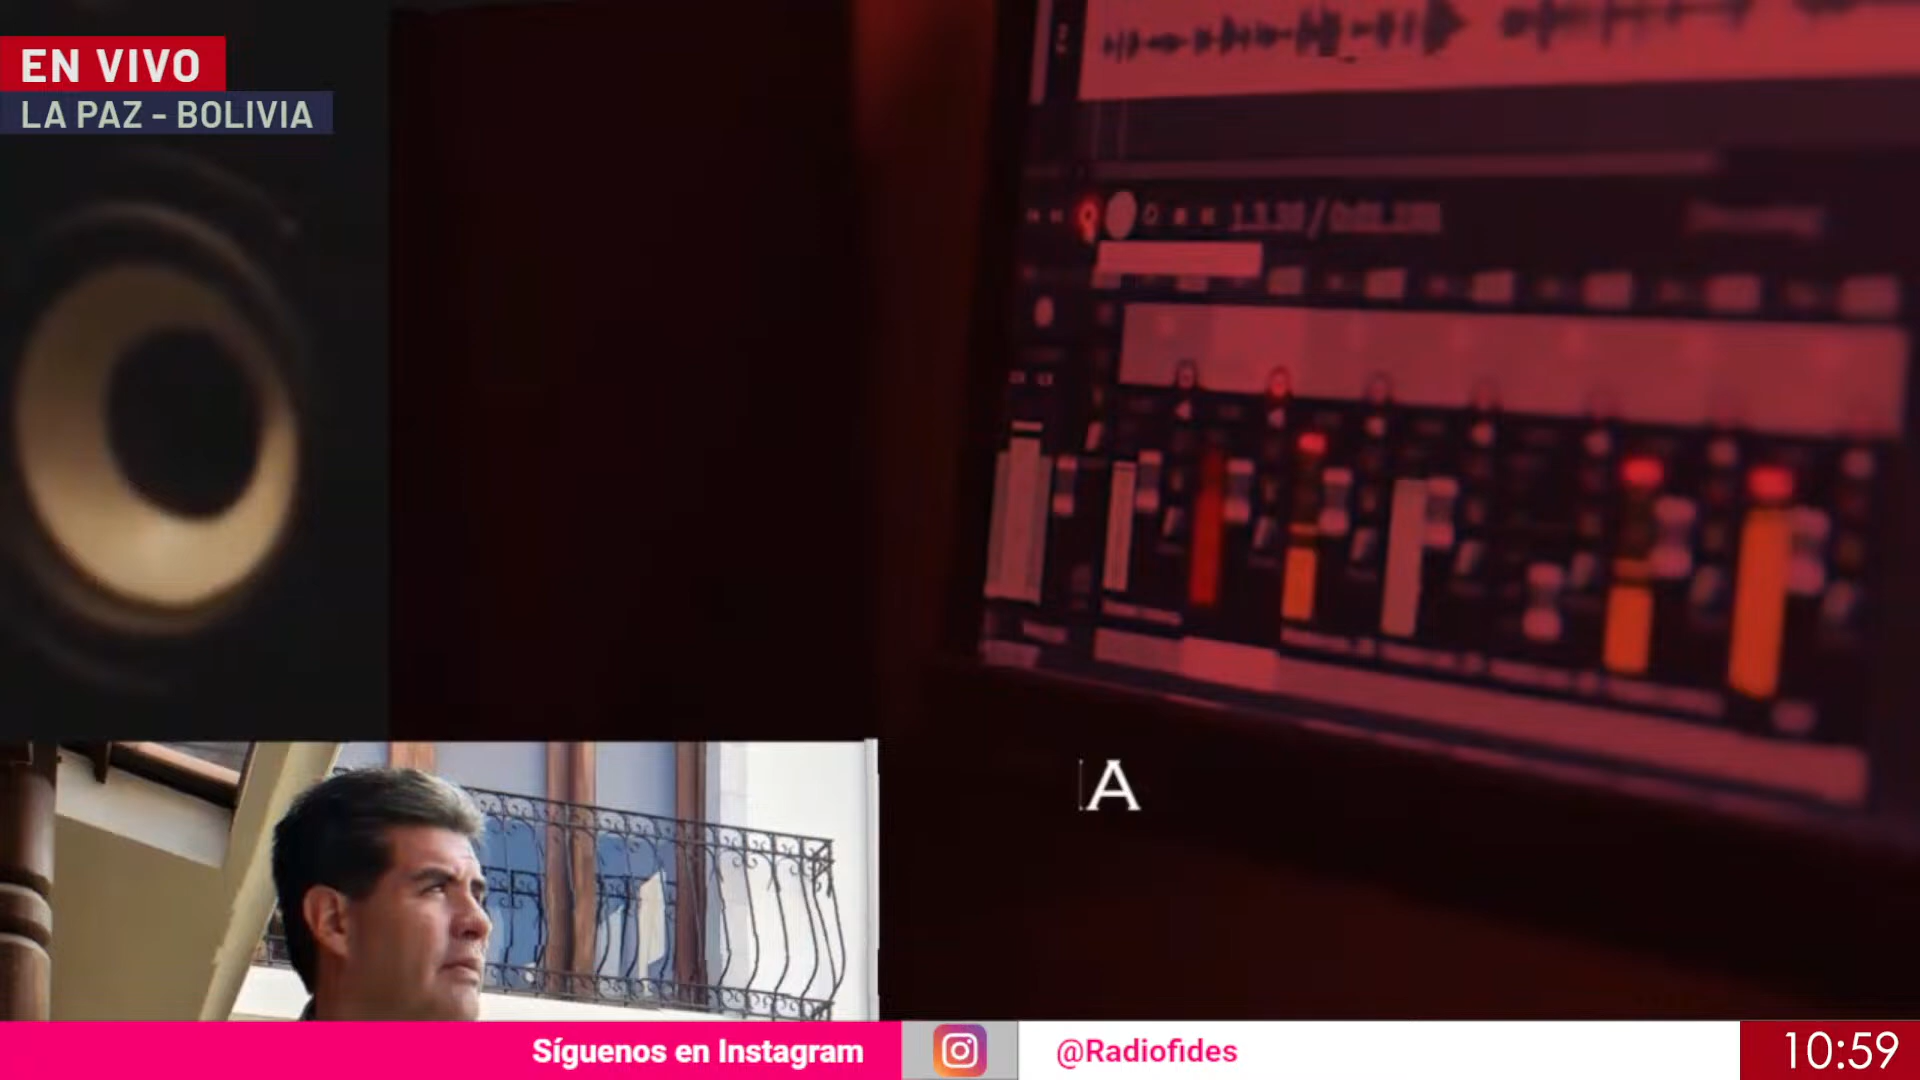 EN VIVO
LA PAZ - BOLIVIA
A
Síguenos en Instagram
@Radiofides
10:59